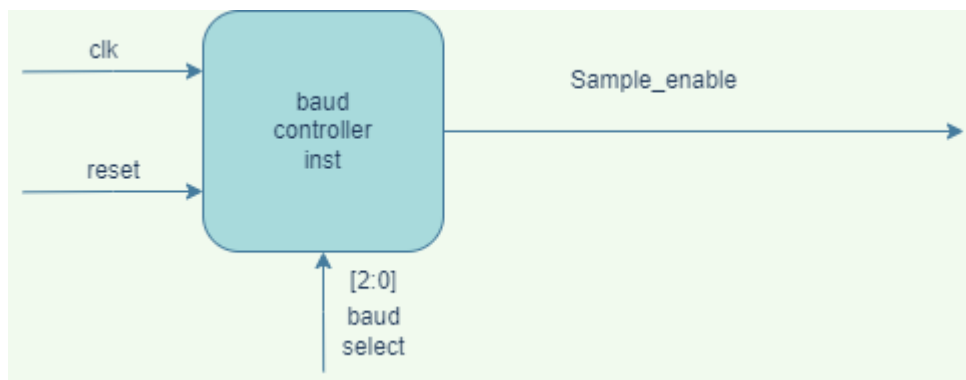 clk
Sample_enable
baud
controller
inst
reset
[2:0]
baud
select